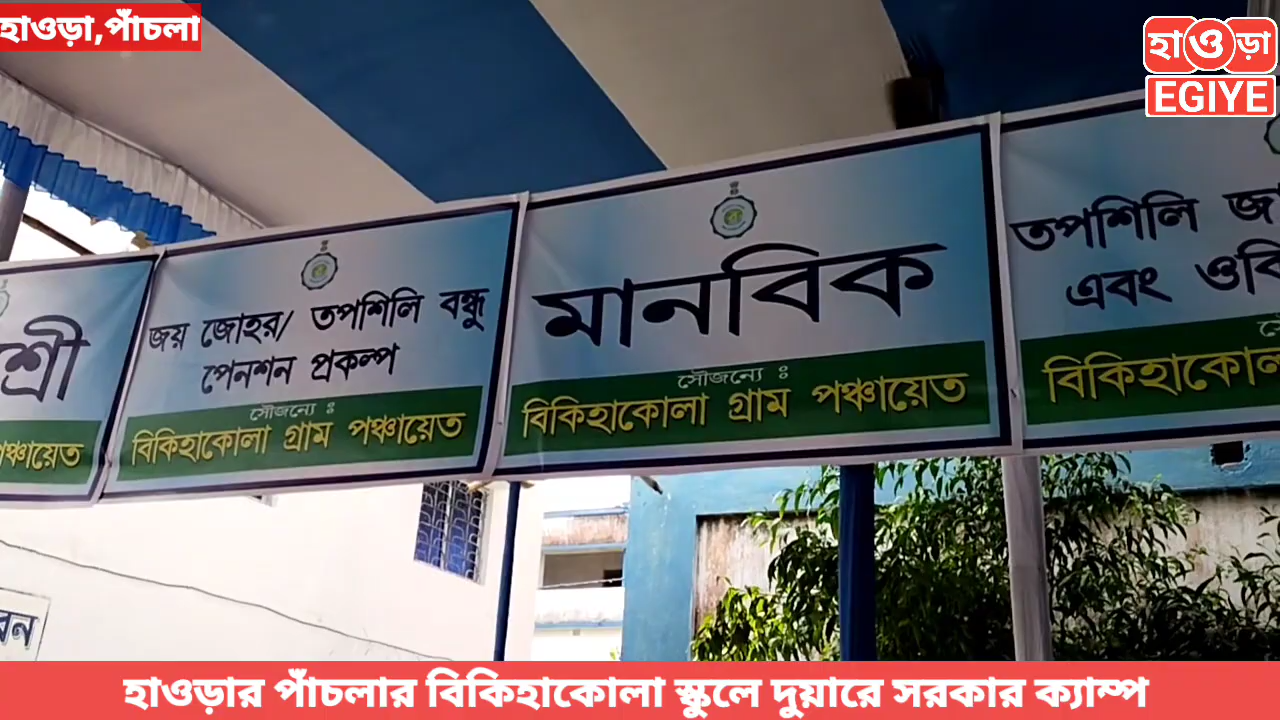 হাওড়া,পাঁচলা
হাওড়া
EGIYE
শ্রী
পঞ্চায়েত
জয় জোহর/ তপশিলি বন্ধু
পেনশন প্রকল্প
সৌজন্যে ঃ
বিকিহাকোলা গ্রাম পঞ্চায়েত
মানবিক
সৌজন্যে ঃ
বিকিহাকোলা গ্রাম পঞ্চায়েত
তপশিলি
এবং
হাওড়ার পাঁচলার বিকিহাকোলা স্কুলে দুয়ারে সরকার ক্যাম্প